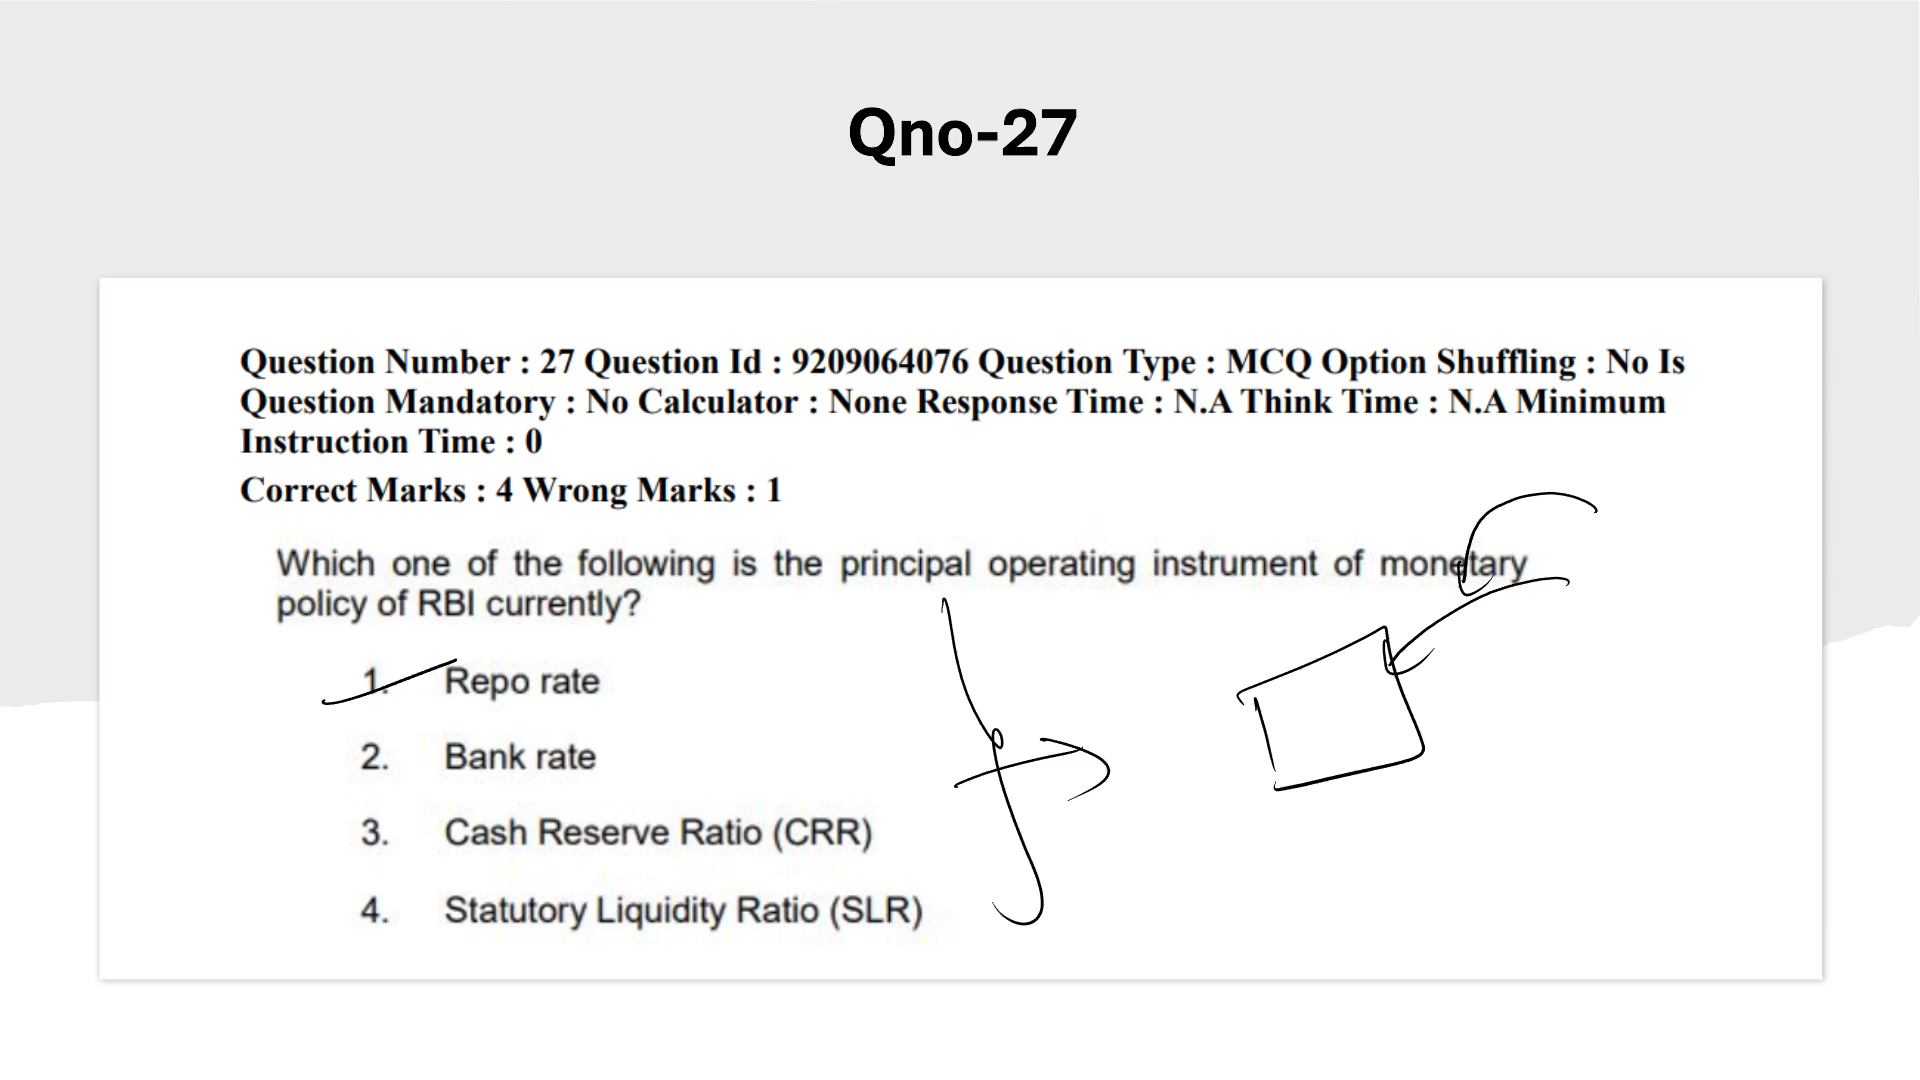 Qno-27
Question Number : 27 Question Id : 9209064076 Question Type : MCQ Option Shuffling : No Is
Question Mandatory : No Calculator : None Response Time : N.A Think Time : N.A Minimum
Instruction Time : 0
Correct Marks : 4 Wrong Marks : 1
Which one of the following is the principal operating instrument of monetary
policy of RBI currently?
1. Repo rate
2. Bank rate
3. Cash Reserve Ratio (CRR)
4. Statutory Liquidity Ratio (SLR)